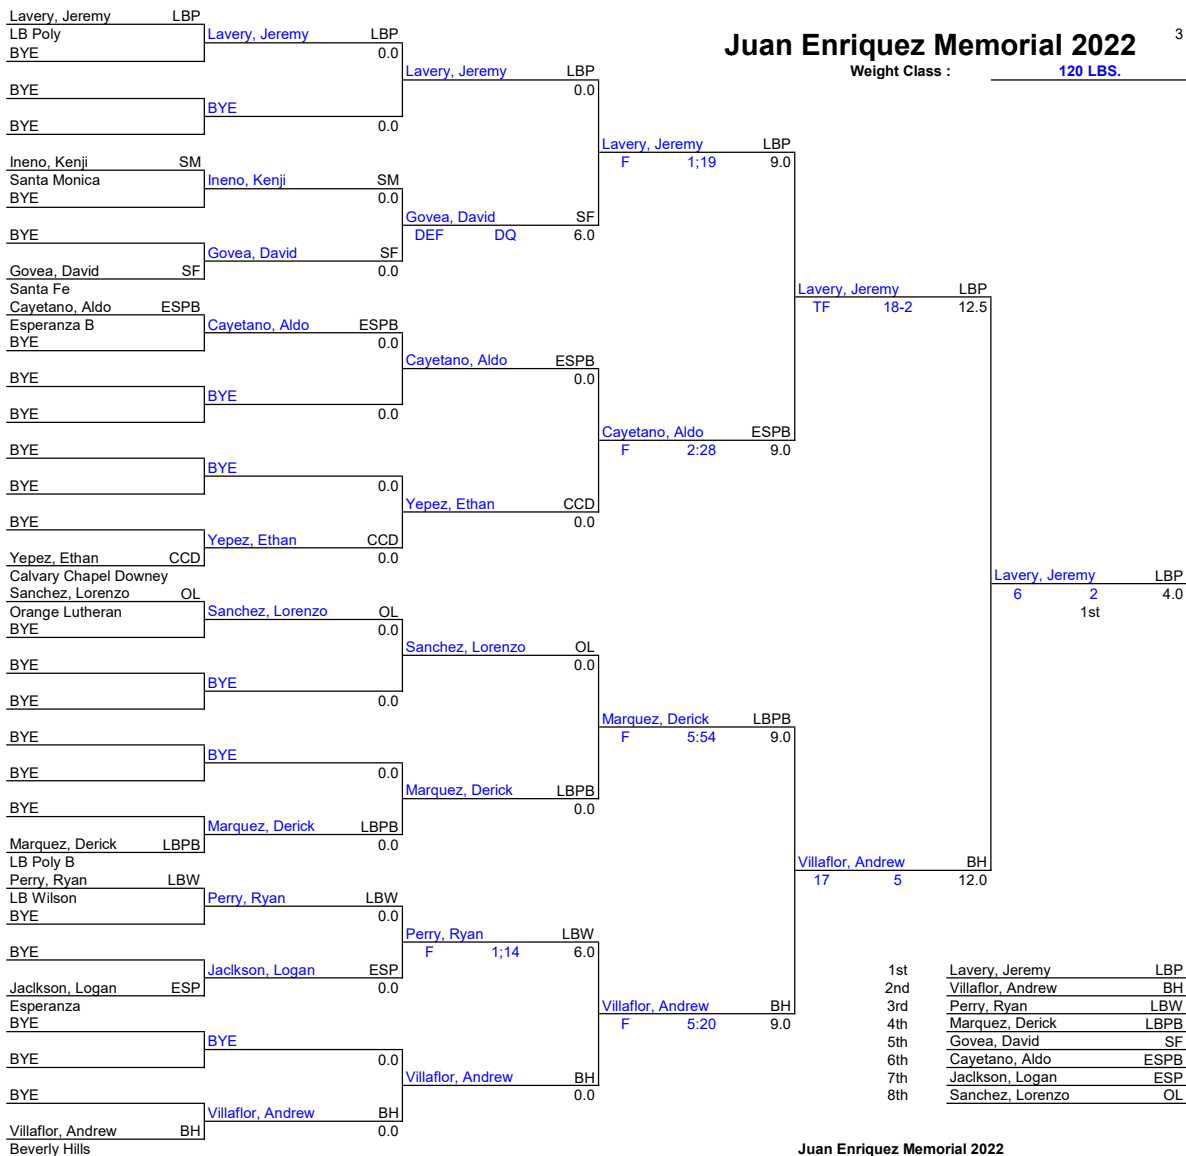 Juan Enriquez Memorial 2022
3
Weight Class :
120 LBS.
Lavery, Jeremy LBP
LB Poly
BYE
BYE
BYE
Ineno, Kenji SM
Santa Monica
BYE
BYE
Govea, David SF
Santa Fe
Cayetano, Aldo ESPB
Esperanza B
BYE
BYE
BYE
BYE
BYE
BYE
Yepez, Ethan CCD
Calvary Chapel Downey
Sanchez, Lorenzo OL
Orange Lutheran
BYE
BYE
BYE
BYE
BYE
BYE
Marquez, Derick LBPB
LB Poly B
Perry, Ryan LBW
LB Wilson
BYE
BYE
Jaclkson, Logan ESP
Esperanza
BYE
BYE
BYE
Villaflor, Andrew BH
Beverly Hills
Lavery, Jeremy LBP
0.0
BYE
0.0
Ineno, Kenji SM
0.0
Govea, David SF
0.0
Cayetano, Aldo ESPB
0.0
BYE
0.0
BYE
0.0
Yepez, Ethan CCD
0.0
Sanchez, Lorenzo OL
0.0
BYE
0.0
BYE
0.0
Marquez, Derick LBPB
0.0
Perry, Ryan LBW
0.0
Jaclkson, Logan ESP
0.0
BYE
0.0
Villaflor, Andrew BH
0.0
Lavery, Jeremy LBP
0.0
Govea, David SF
DEF DQ 6.0
Cayetano, Aldo ESPB
0.0
Yepez, Ethan CCD
0.0
Sanchez, Lorenzo OL
0.0
Marquez, Derick LBPB
0.0
Perry, Ryan LBW
F 1;14 6.0
Villaflor, Andrew BH
0.0
Lavery, Jeremy LBP
F 1;19 9.0
Cayetano, Aldo ESPB
F 2:28 9.0
Marquez, Derick LBPB
F 5:54 9.0
Villaflor, Andrew BH
F 5:20 9.0
Lavery, Jeremy LBP
TF 18-2 12.5
Villaflor, Andrew BH
17 5 12.0
Lavery, Jeremy LBP
6 2 4.0
1st
1st Lavery, Jeremy LBP
2nd Villaflor, Andrew BH
3rd Perry, Ryan LBW
4th Marquez, Derick LBPB
5th Govea, David SF
6th Cayetano, Aldo ESPB
7th Jaclkson, Logan ESP
8th Sanchez, Lorenzo OL
Juan Enriquez Memorial 2022